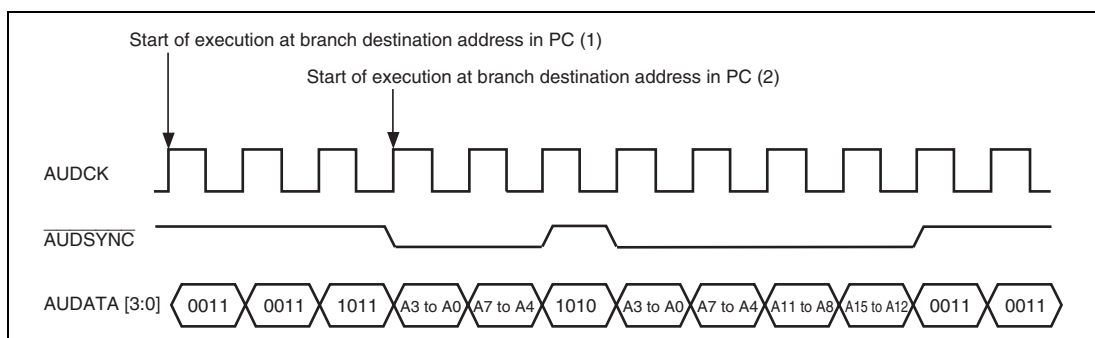 Start of execution at branch destination address in PC (1)
Start of execution at branch destination address in PC (2)
AUDCK
AUDSYNC
AUDATA [3:0] 0011 0011 1011 A3 to A0 A7 to A4 1010 A3 to A0 A7 to A4 A11 to A8 A15 to A12 0011 0011